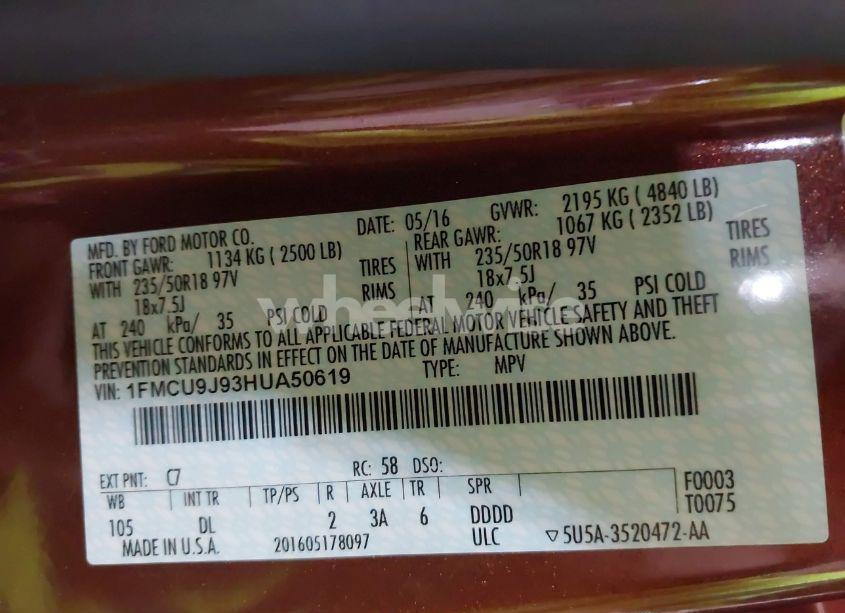 MFD. BY FORD MOTOR CO. DATE: 05/16 GVWR: 2195 KG ( 4840 LB)
FRONT GAWR: 1134 KG ( 2500 LB) REAR GAWR: 1067 KG ( 2352 LB)
WITH 235/50R18 97V TIRES WITH 235/50R18 97V TIRES
18x7.5J RIMS 18x7.5J RIMS
AT 240 kPa/ 35 PSI COLD AT 240 kPa/ 35 PSI COLD
THIS VEHICLE CONFORMS TO ALL APPLICABLE FEDERAL MOTOR VEHICLE SAFETY AND THEFT
PREVENTION STANDARDS IN EFFECT ON THE DATE OF MANUFACTURE SHOWN ABOVE.
VIN: 1FMCU9J93HUA50619 TYPE: MPV
EXT PNT: C7 RC: 58 DSO:
WB INT TR TP/PS R AXLE TR SPR F0003
T0075
105 DL 2 3A 6 DDDD
MADE IN U.S.A. 201605178097 ULC ▽5U5A-3520472-AA